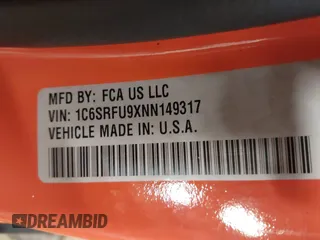 MFD BY: FCA US LLC
VIN: 1C6SRFU9XNN149317
VEHICLE MADE IN: U.S.A.
DREAMBID